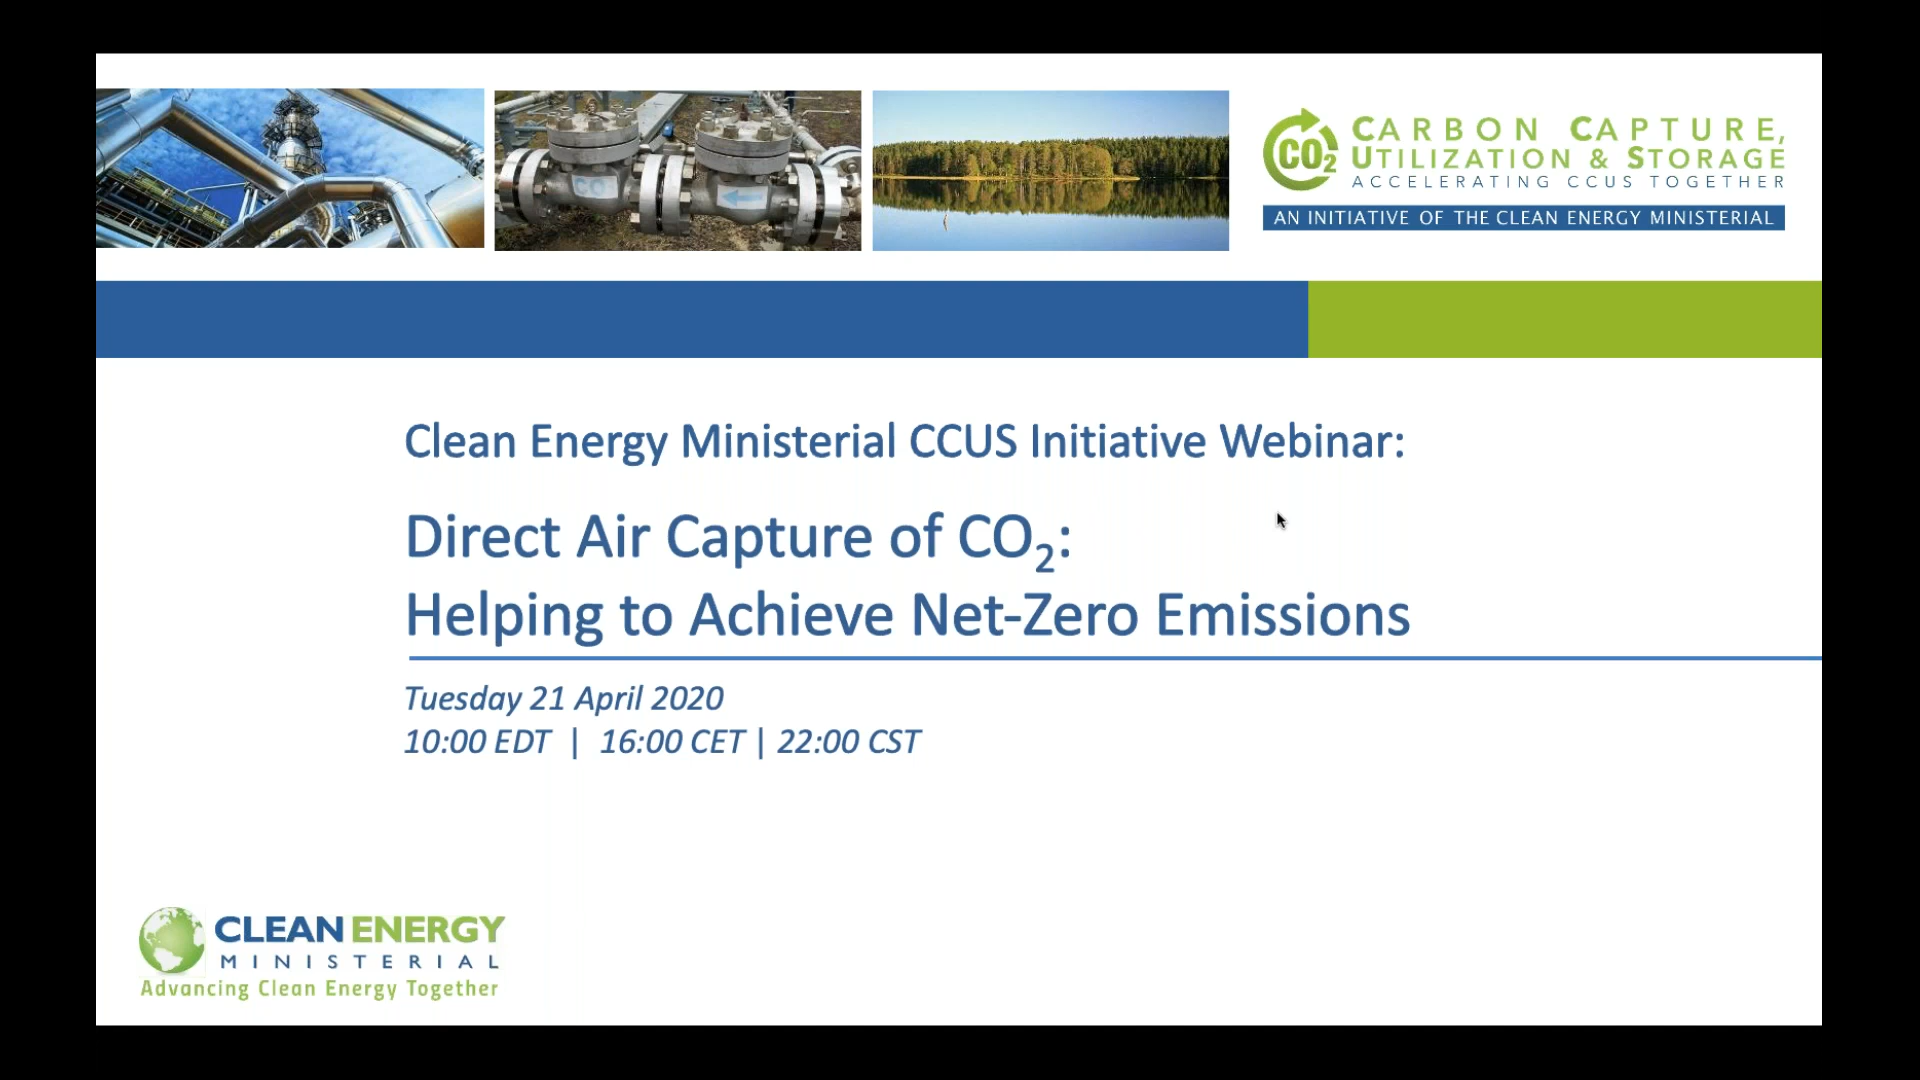 CO2
CO2
CARBON CAPTURE,
UTILIZATION & STORAGE
ACCELERATING CCUS TOGETHER
AN INITIATIVE OF THE CLEAN ENERGY MINISTERIAL
Clean Energy Ministerial CCUS Initiative Webinar:
Direct Air Capture of CO₂:
Helping to Achieve Net-Zero Emissions
Tuesday 21 April 2020
10:00 EDT | 16:00 CET | 22:00 CST
CLEAN ENERGY
MINISTERIAL
Advancing Clean Energy Together